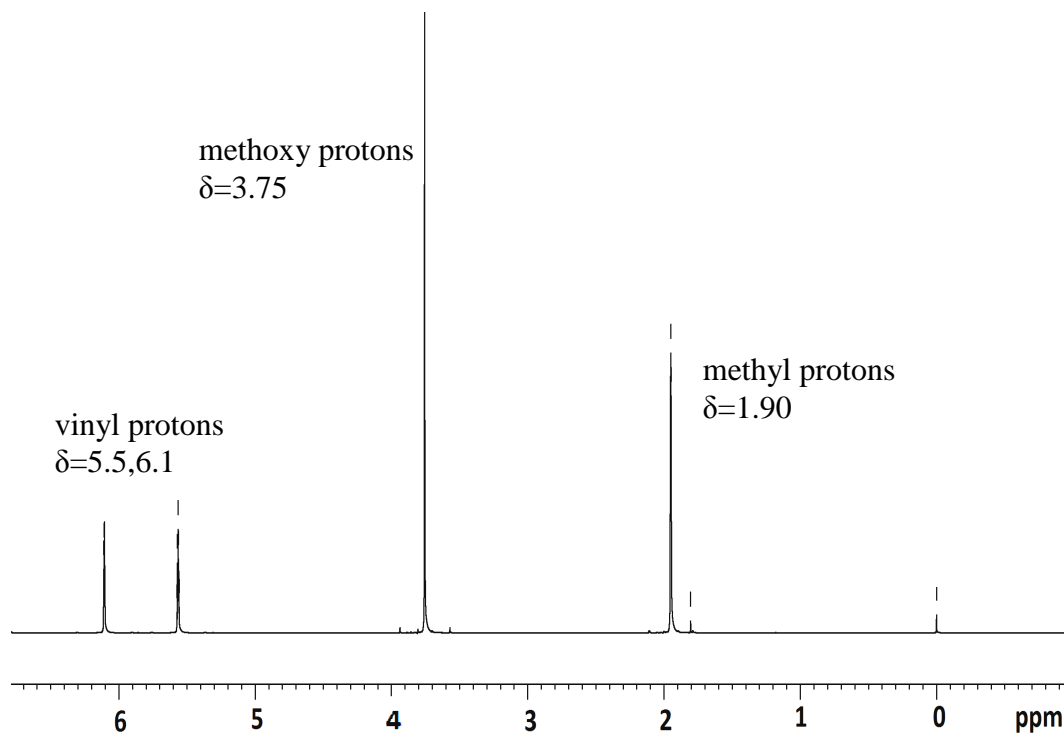 methoxy protons
δ=3.75
methyl protons
δ=1.90
vinyl protons
δ=5.5,6.1
6 5 4 3 2 1 0 ppm